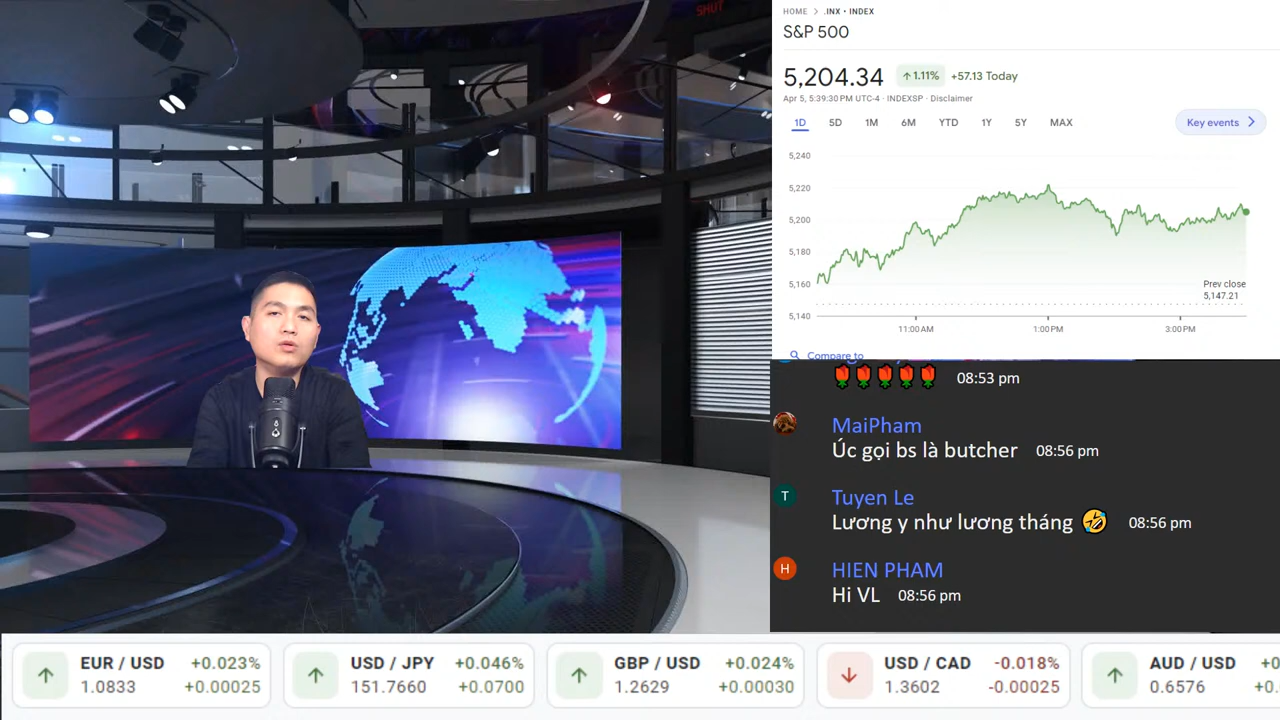 SHUT
HOME > .INX • INDEX
S&P 500
5,204.34 ↑1.11% +57.13 Today
Apr 5, 5:39:30 PM UTC-4 · INDEXSP · Disclaimer
1D 5D 1M 6M YTD 1Y 5Y MAX Key events >
5,240
5,220
5,200
5,180
5,160
5,140
Prev close
5,147.21
11:00 AM 1:00 PM 3:00 PM
Compare to
🌹🌹🌹🌹🌹 08:53 pm
MaiPham
Úc gọi bs là butcher 08:56 pm
T
Tuyen Le
Lương y như lương tháng 🤣 08:56 pm
H
HIEN PHAM
Hi VL 08:56 pm
↑ EUR / USD +0.023%
1.0833 +0.00025
↑ USD / JPY +0.046%
151.7660 +0.0700
↑ GBP / USD +0.024%
1.2629 +0.00030
↓ USD / CAD -0.018%
1.3602 -0.00025
↑ AUD / USD
0.6576